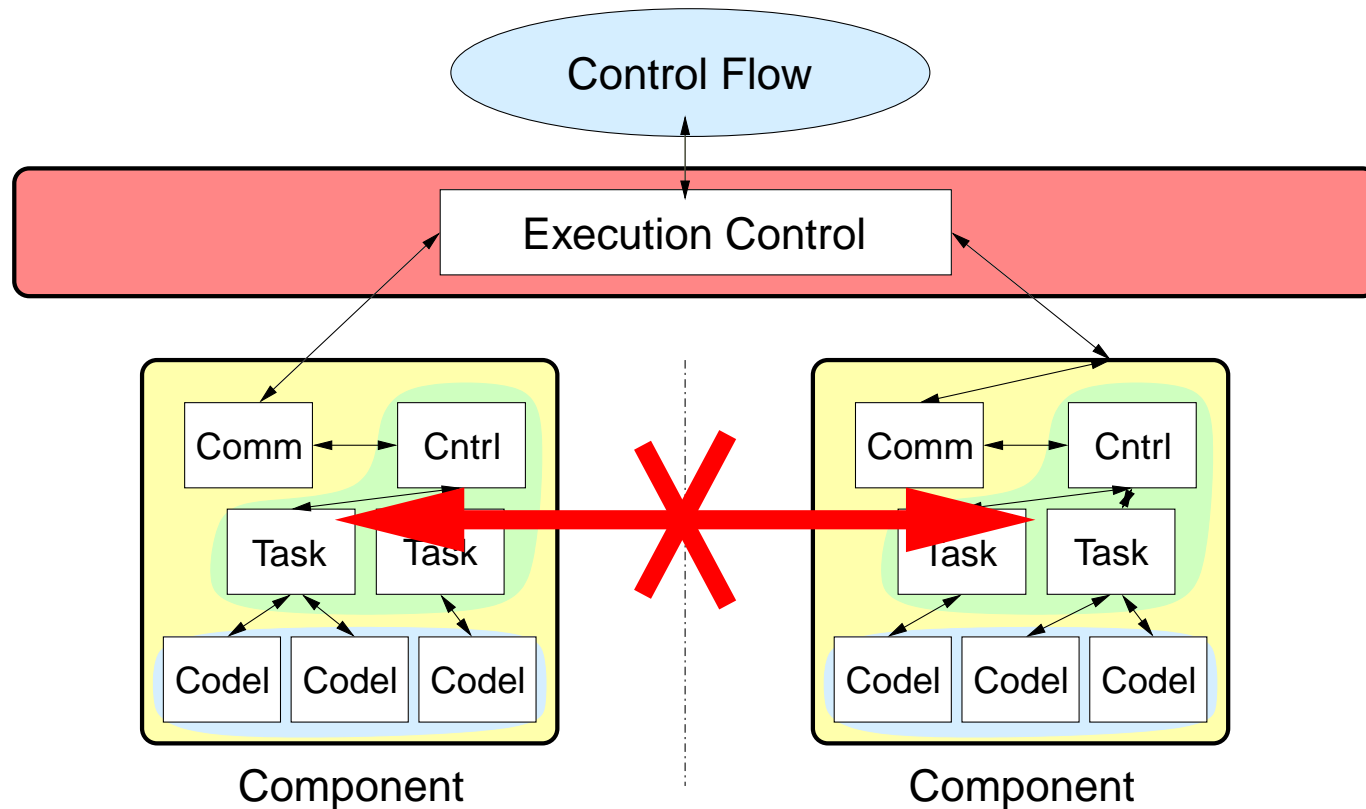 Control Flow
Execution Control
Comm
Cntrl
Task
Task
Codel
Codel
Codel
Component
Comm
Cntrl
Task
Task
Codel
Codel
Codel
Component